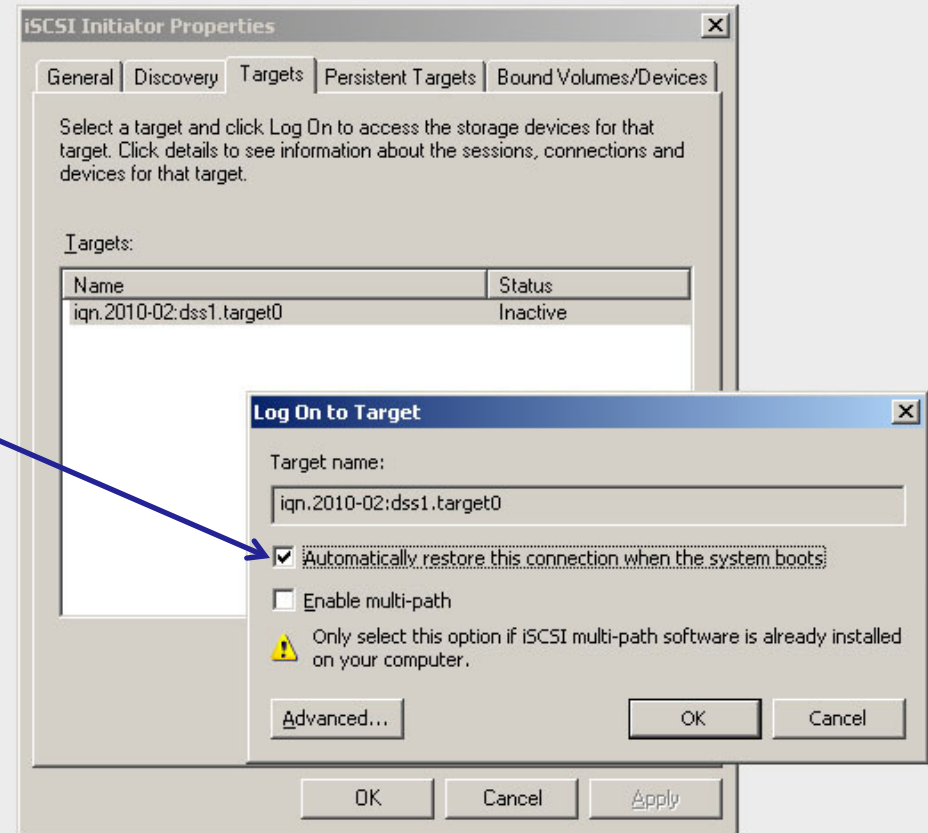 iSCSI Initiator Properties
General Discovery Targets Persistent Targets Bound Volumes/Devices
Select a target and click Log On to access the storage devices for that
target. Click details to see information about the sessions, connections and
devices for that target.
Targets:
Name Status
iqn.2010-02:dss1.target0 Inactive
Log On to Target
Target name:
iqn.2010-02:dss1.target0
Automatically restore this connection when the system boots
Enable multi-path
Only select this option if iSCSI multi-path software is already installed
on your computer.
Advanced... OK Cancel
OK Cancel Apply